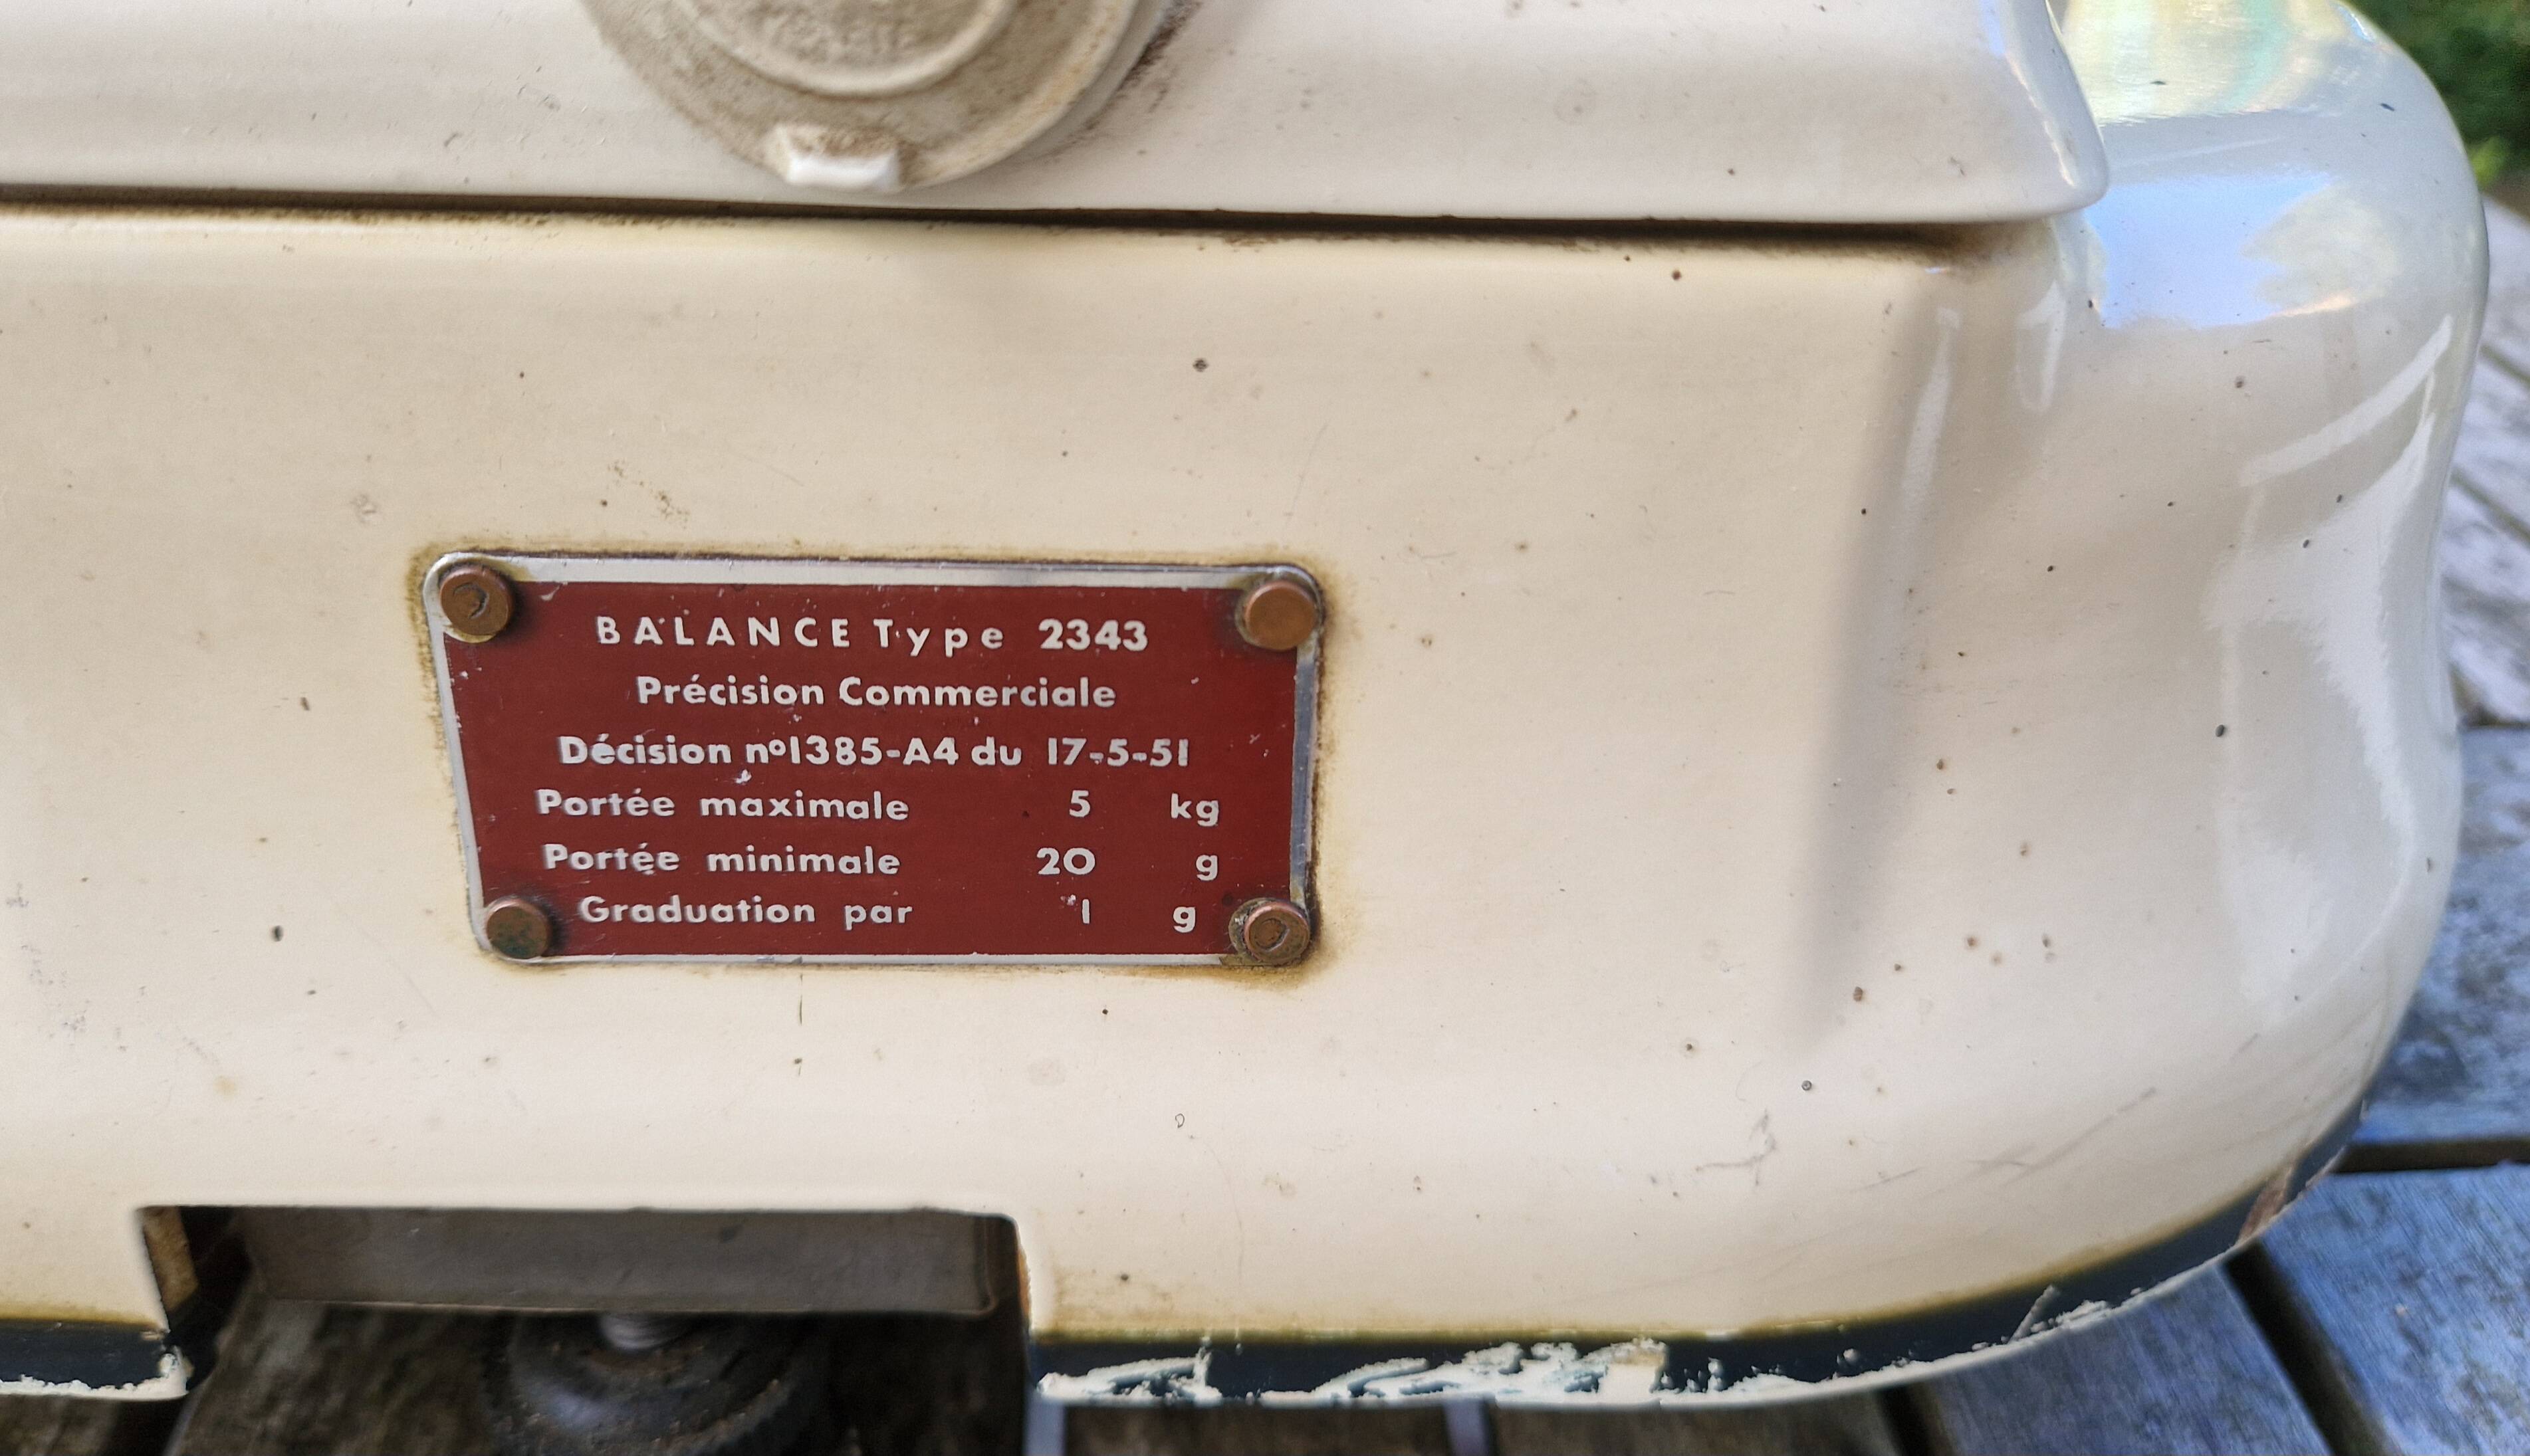 BALANCE Type 2343
Précision Commerciale
Décision nº1385-A4 du 17-5-51
Portée maximale 5 kg
Portée minimale 20 g
Graduation par 1 g